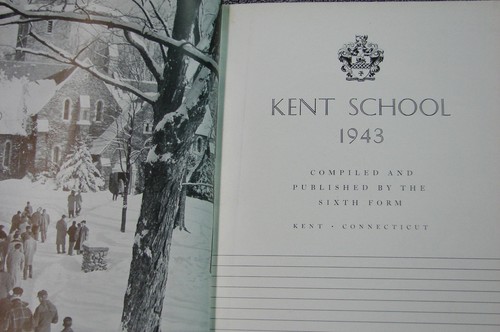 KENT SCHOOL
1943
COMPILED AND
PUBLISHED BY THE
SIXTH FORM
KENT · CONNECTICUT